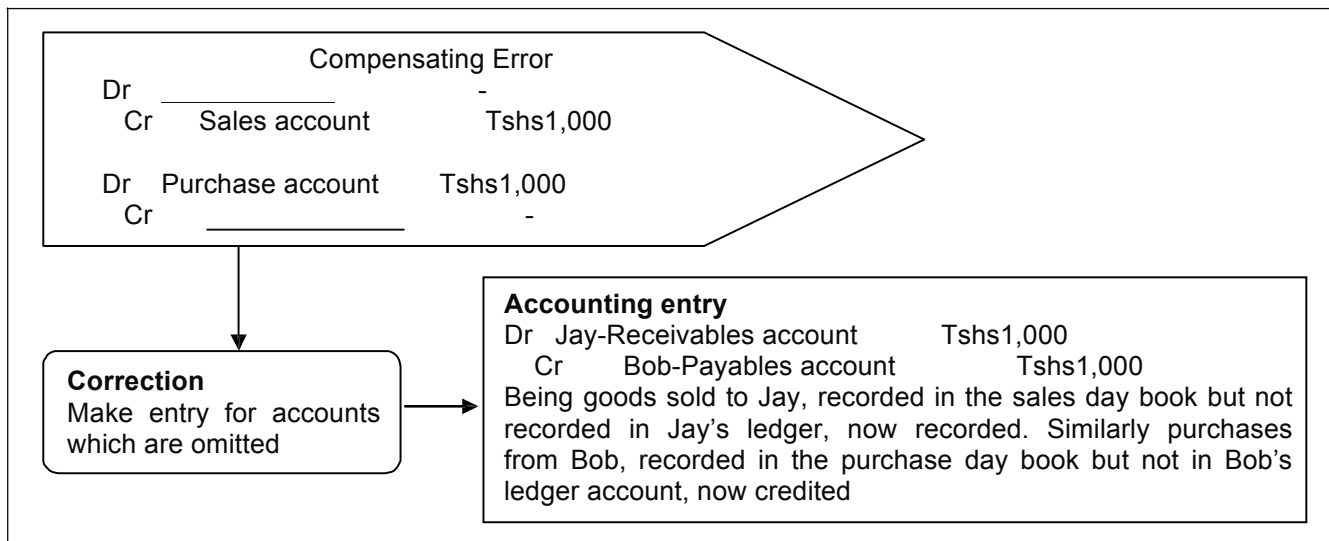 Compensating Error
Dr ____________ -
Cr Sales account Tshs1,000
Dr Purchase account Tshs1,000
Cr ____________ -
Correction
Make entry for accounts
which are omitted
Accounting entry
Dr Jay-Receivables account Tshs1,000
Cr Bob-Payables account Tshs1,000
Being goods sold to Jay, recorded in the sales day book but not
recorded in Jay’s ledger, now recorded. Similarly purchases
from Bob, recorded in the purchase day book but not in Bob’s
ledger account, now credited